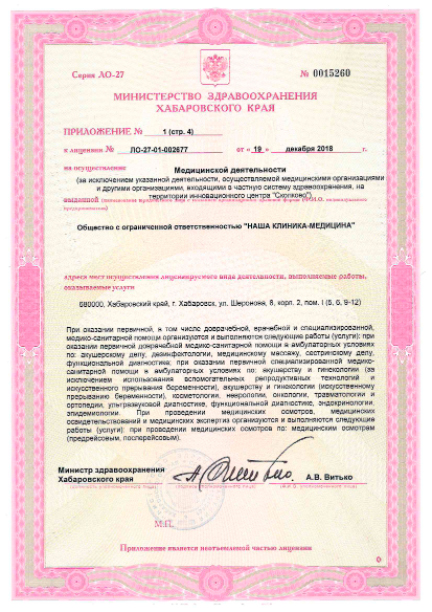 Серия ЛО-27 № 0015260
МИНИСТЕРСТВО ЗДРАВООХРАНЕНИЯ
ХАБАРОВСКОГО КРАЯ
ПРИЛОЖЕНИЕ № 1 (стр. 4)
к лицензии № ЛО-27-01-002677 от « 19 » декабря 2018 г.
на осуществление
Медицинской деятельности
(за исключением указанной деятельности, осуществляемой медицинскими организациями
и другими организациями, входящими в частную систему здравоохранения, на
территории инновационного центра "Сколково")
выданной
Общество с ограниченной ответственностью "НАША КЛИНИКА-МЕДИЦИНА"
адреса мест осуществления лицензируемого вида деятельности, выполняемые работы,
оказываемые услуги
680000, Хабаровский край, г. Хабаровск, ул. Шеронова, 8, корп. 2, пом. I (5, 6, 9-12)
При оказании первичной, в том числе доврачебной, врачебной и специализированной,
медико-санитарной помощи организуются и выполняются следующие работы (услуги): при
оказании первичной доврачебной медико-санитарной помощи в амбулаторных условиях
по: акушерскому делу, дезинфектологии, медицинскому массажу, сестринскому делу,
функциональной диагностике; при оказании первичной специализированной медико-
санитарной помощи в амбулаторных условиях по: акушерству и гинекологии (за
исключением использования вспомогательных репродуктивных технологий и
искусственного прерывания беременности), акушерству и гинекологии (искусственному
прерыванию беременности), косметологии, неврологии, онкологии, травматологии и
ортопедии, ультразвуковой диагностике, функциональной диагностике, эндокринологии,
эпидемиологии. При проведении медицинских осмотров, медицинских
освидетельствований и медицинских экспертиз организуются и выполняются следующие
работы (услуги): при проведении медицинских осмотров по: медицинским осмотрам
(предрейсовым, послерейсовым).
Министр здравоохранения
Хабаровского края А.В. Витько
М.П.
Приложение является неотъемлемой частью лицензии